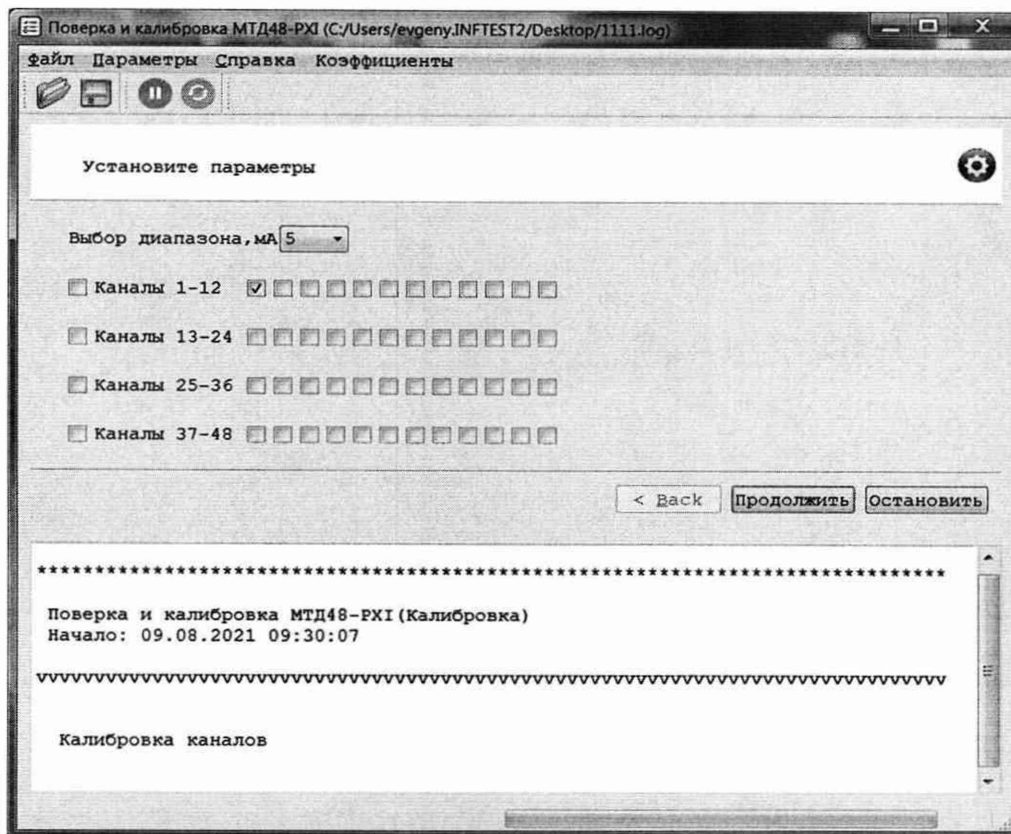 Поверка и калибровка МТД48-PXI (C:/Users/evgeny.INFTEST2/Desktop/1111.log)
Файл Параметры Справка Коэффициенты
Установите параметры
Выбор диапазона,мА 5
Каналы 1-12
Каналы 13-24
Каналы 25-36
Каналы 37-48
< Back Продолжить Остановить
*******************************************************************************
Поверка и калибровка МТД48-PXI(Калибровка)
Начало: 09.08.2021 09:30:07
vvvvvvvvvvvvvvvvvvvvvvvvvvvvvvvvvvvvvvvvvvvvvvvvvvvvvvvvvvvvvvvvvvvvvvvvvvvvvvv
Калибровка каналов